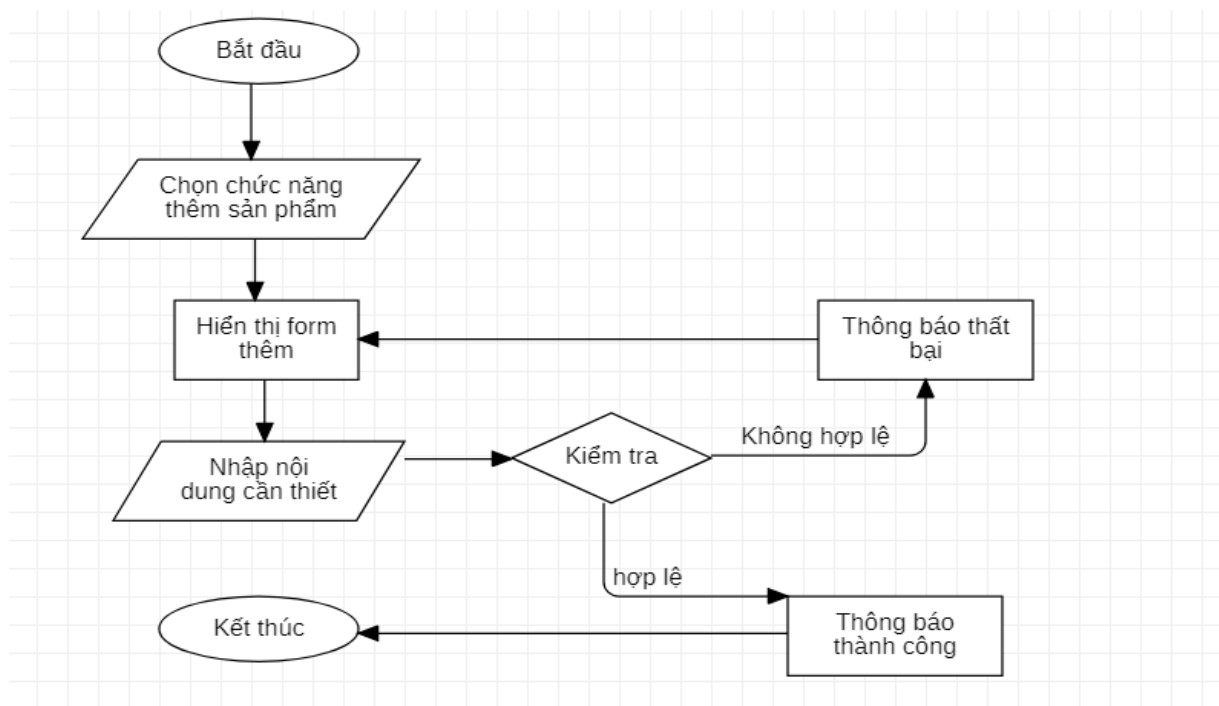 Bắt đầu
Chọn chức năng
thêm sản phẩm
Hiển thị form
thêm
Thông báo thất
bại
Nhập nội
dung cần thiết
Kiểm tra
Không hợp lệ
hợp lệ
Thông báo
thành công
Kết thúc